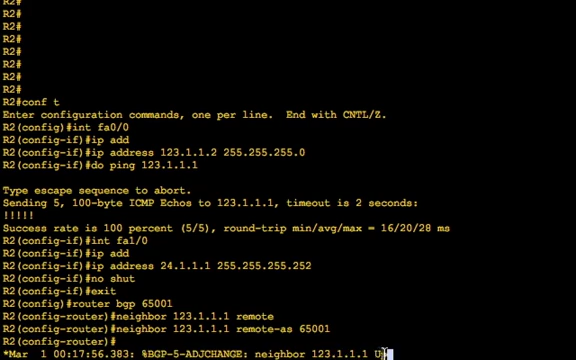 R2#
R2#
R2#
R2#
R2#
R2#
R2#
R2#
R2#conf t
Enter configuration commands, one per line.  End with CNTL/Z.
R2(config)#int fa0/0
R2(config-if)#ip add
R2(config-if)#ip address 123.1.1.2 255.255.255.0
R2(config-if)#do ping 123.1.1.1

Type escape sequence to abort.
Sending 5, 100-byte ICMP Echos to 123.1.1.1, timeout is 2 seconds:
!!!!!
Success rate is 100 percent (5/5), round-trip min/avg/max = 16/20/28 ms
R2(config-if)#int fa1/0
R2(config-if)#ip add
R2(config-if)#ip address 24.1.1.1 255.255.255.252
R2(config-if)#no shut
R2(config-if)#exit
R2(config)#router bgp 65001
R2(config-router)#neighbor 123.1.1.1 remote
R2(config-router)#neighbor 123.1.1.1 remote-as 65001
R2(config-router)#
*Mar  1 00:17:56.383: %BGP-5-ADJCHANGE: neighbor 123.1.1.1 Up